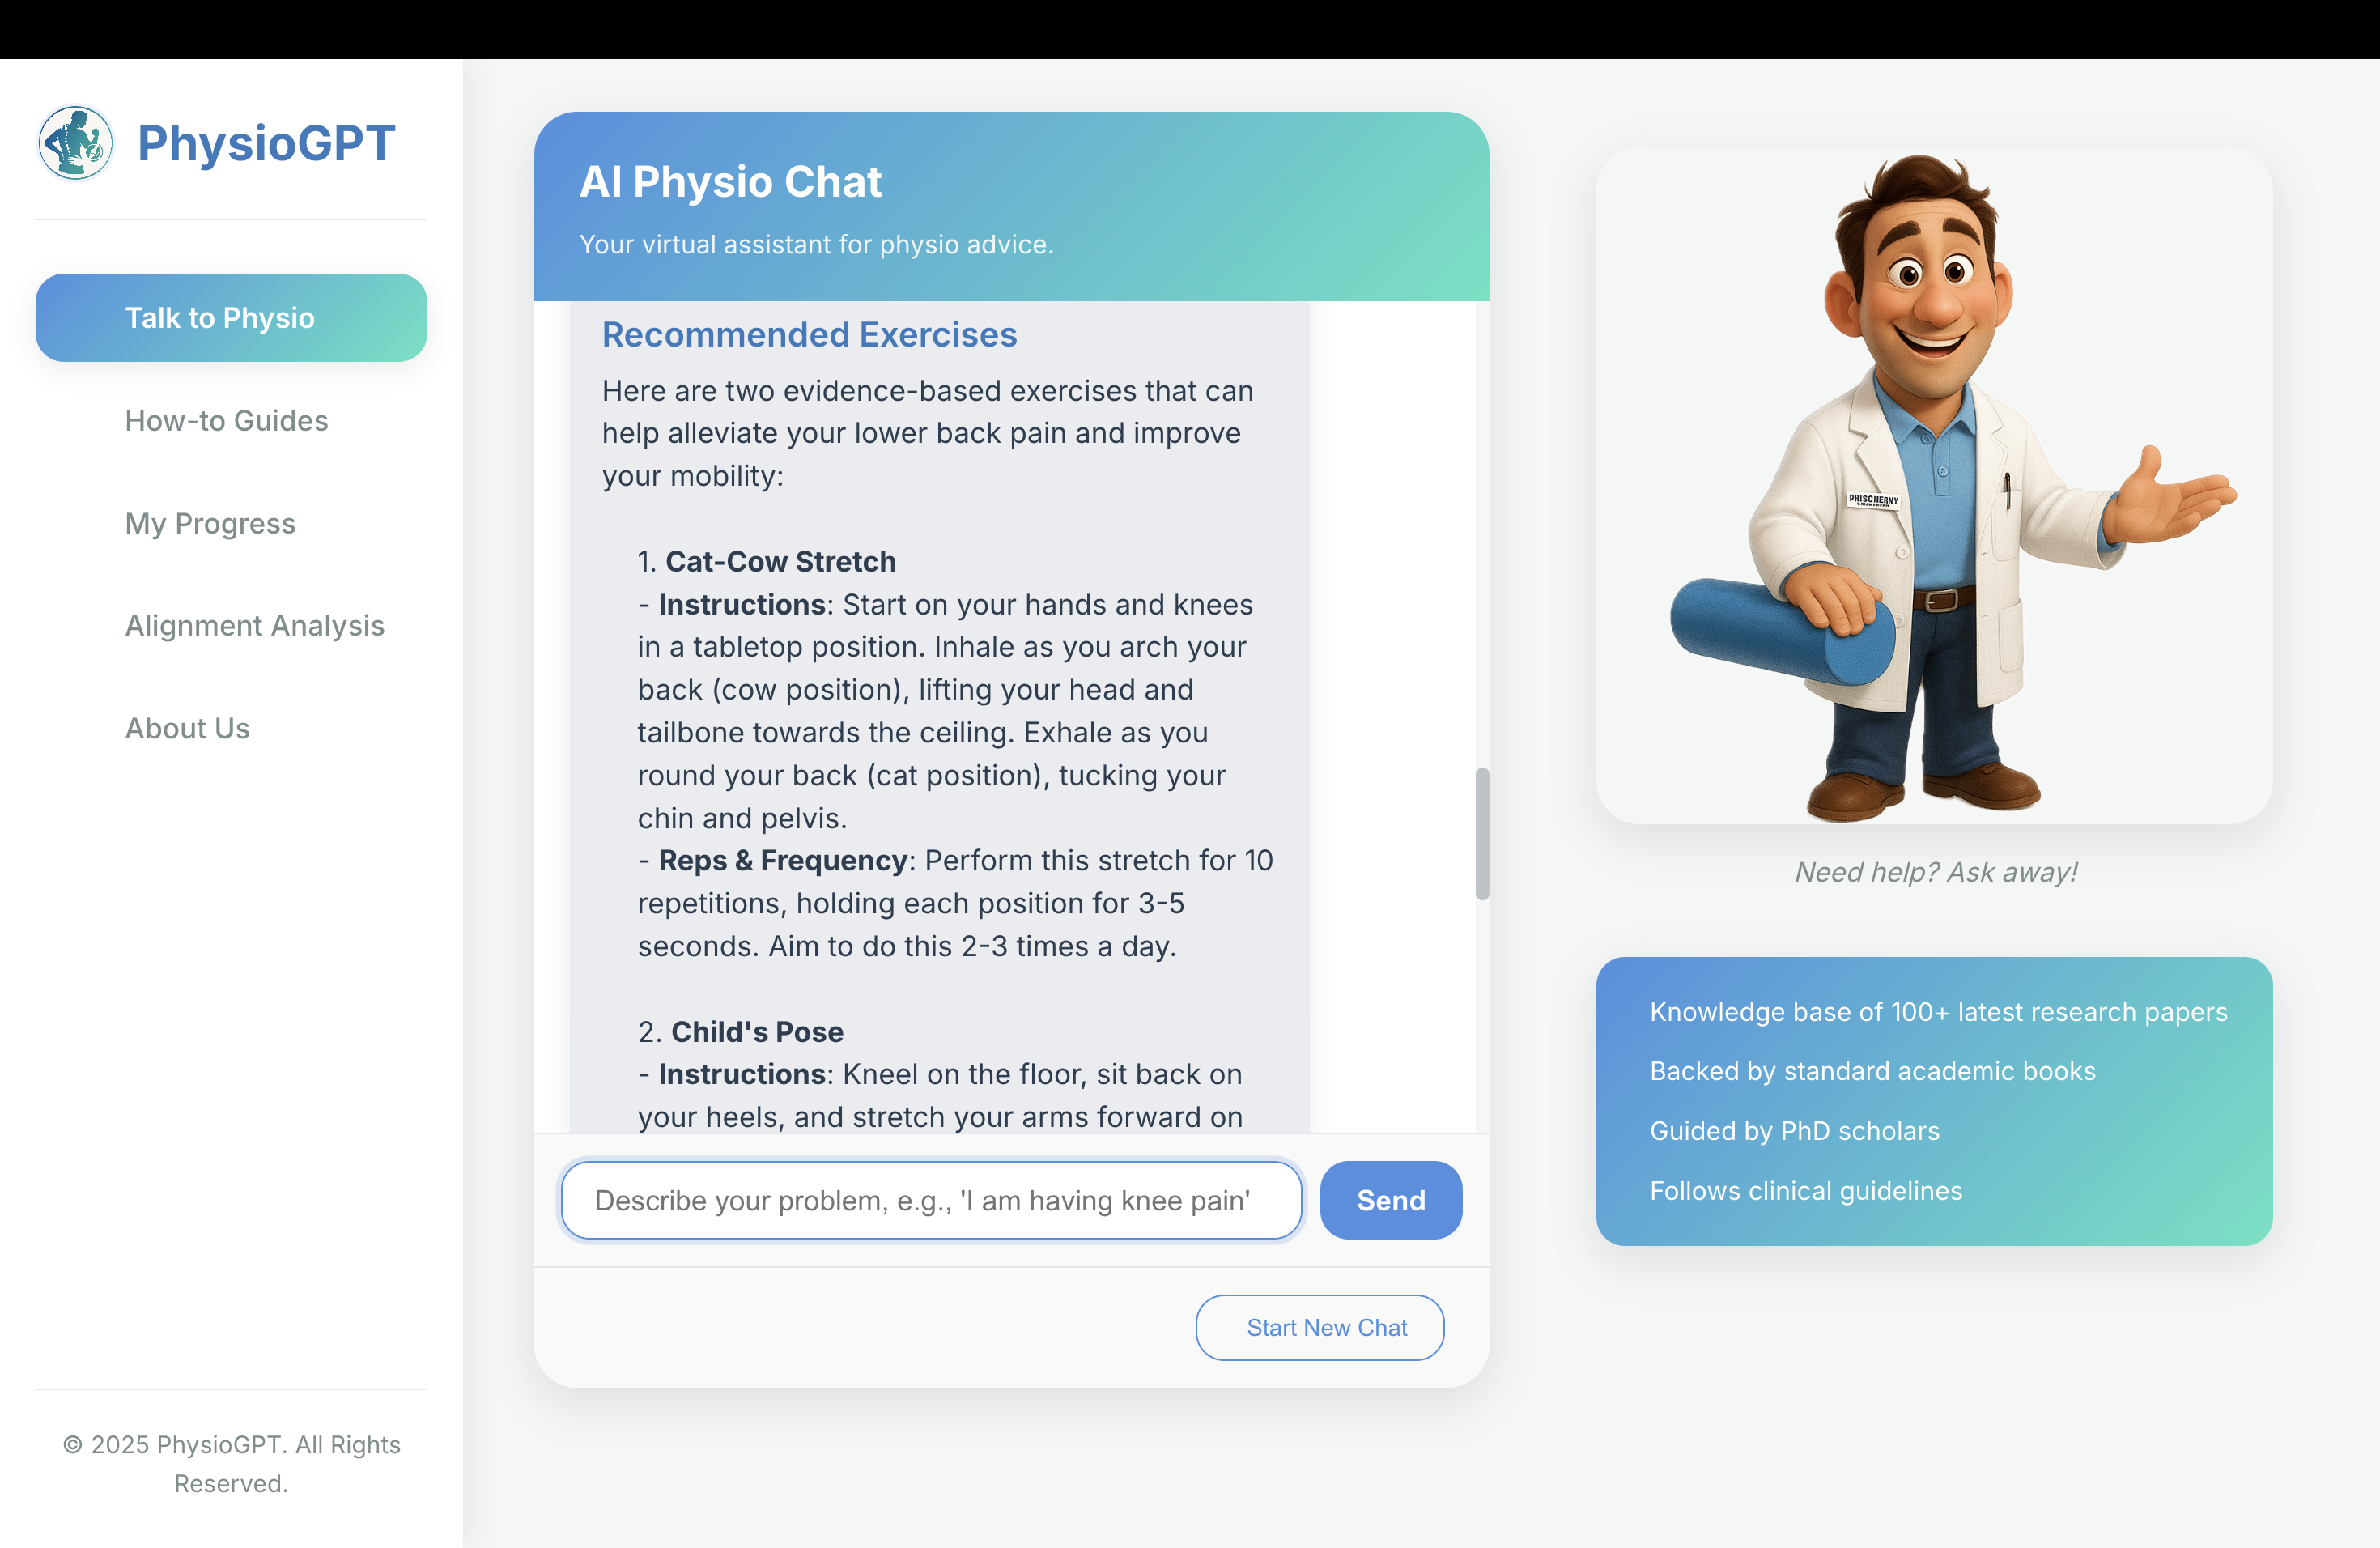 PhysioGPT
Talk to Physio
How-to Guides
My Progress
Alignment Analysis
About Us
© 2025 PhysioGPT. All Rights
Reserved.
AI Physio Chat
Your virtual assistant for physio advice.
Recommended Exercises
Here are two evidence-based exercises that can
help alleviate your lower back pain and improve
your mobility:
1. Cat-Cow Stretch
- Instructions: Start on your hands and knees
in a tabletop position. Inhale as you arch your
back (cow position), lifting your head and
tailbone towards the ceiling. Exhale as you
round your back (cat position), tucking your
chin and pelvis.
- Reps & Frequency: Perform this stretch for 10
repetitions, holding each position for 3-5
seconds. Aim to do this 2-3 times a day.
2. Child's Pose
- Instructions: Kneel on the floor, sit back on
your heels, and stretch your arms forward on
Describe your problem, e.g., 'I am having knee pain'
Send
Start New Chat
PHISCHERNY
Need help? Ask away!
Knowledge base of 100+ latest research papers
Backed by standard academic books
Guided by PhD scholars
Follows clinical guidelines